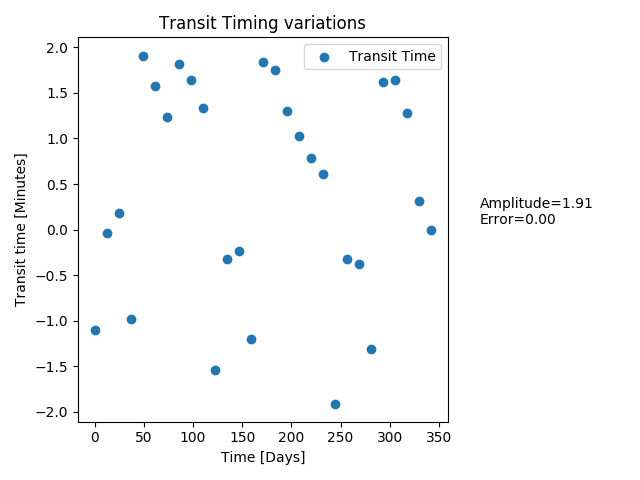 Transit Timing variations
Transit Time
Transit time [Minutes]
2.0
1.5
1.0
0.5
0.0
−0.5
−1.0
−1.5
−2.0
0 50 100 150 200 250 300 350
Time [Days]
Amplitude=1.91
Error=0.00